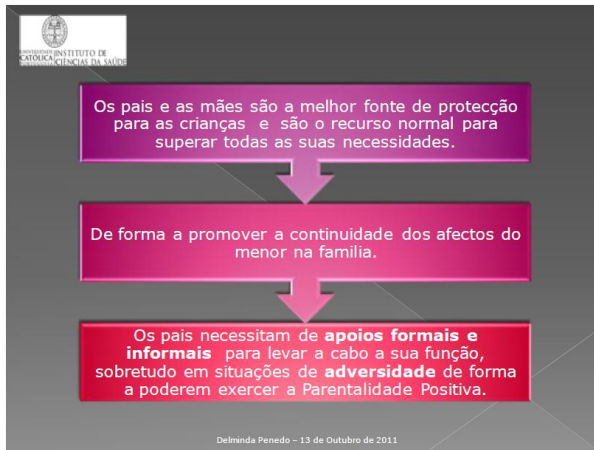 UNIVERSIDADE
CATÓLICA INSTITUTO DE
CIÊNCIAS DA SAÚDE
Os pais e as mães são a melhor fonte de protecção
para as crianças e são o recurso normal para
superar todas as suas necessidades.
De forma a promover a continuidade dos afectos do
menor na familia.
Os pais necessitam de apoios formais e
informais para levar a cabo a sua função,
sobretudo em situações de adversidade de forma
a poderem exercer a Parentalidade Positiva.
Delminda Penedo – 13 de Outubro de 2011